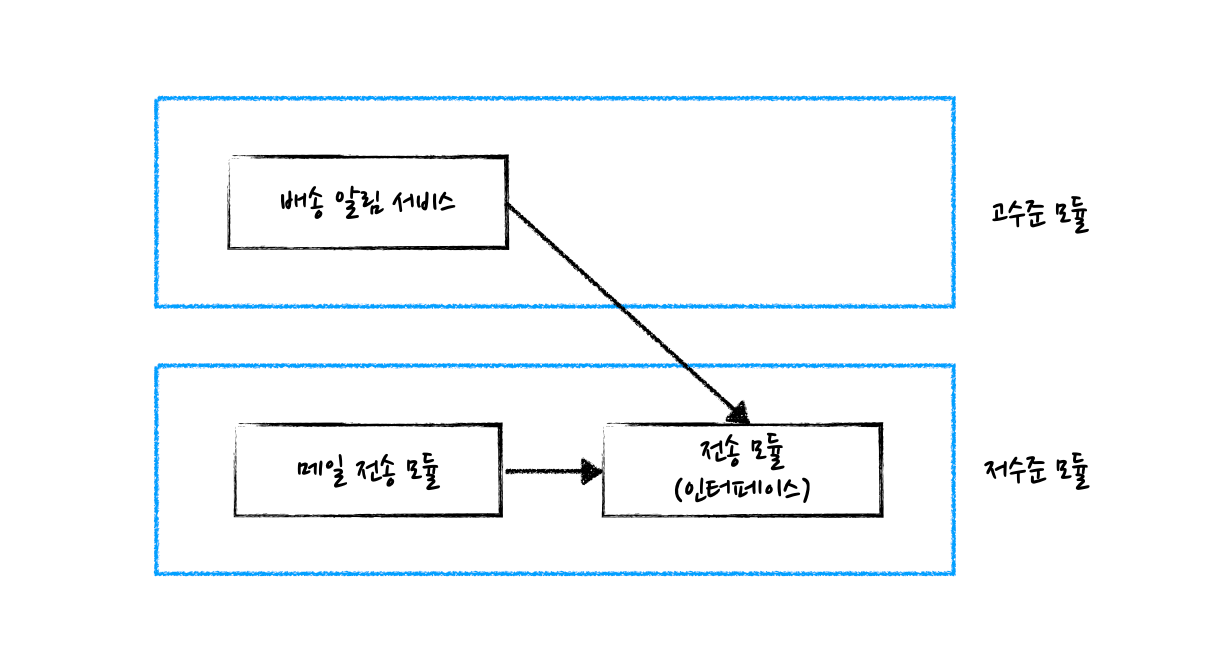 배송 알림 서비스
고수준 모듈
메일 전송 모듈
전송 모듈
(인터페이스)
저수준 모듈